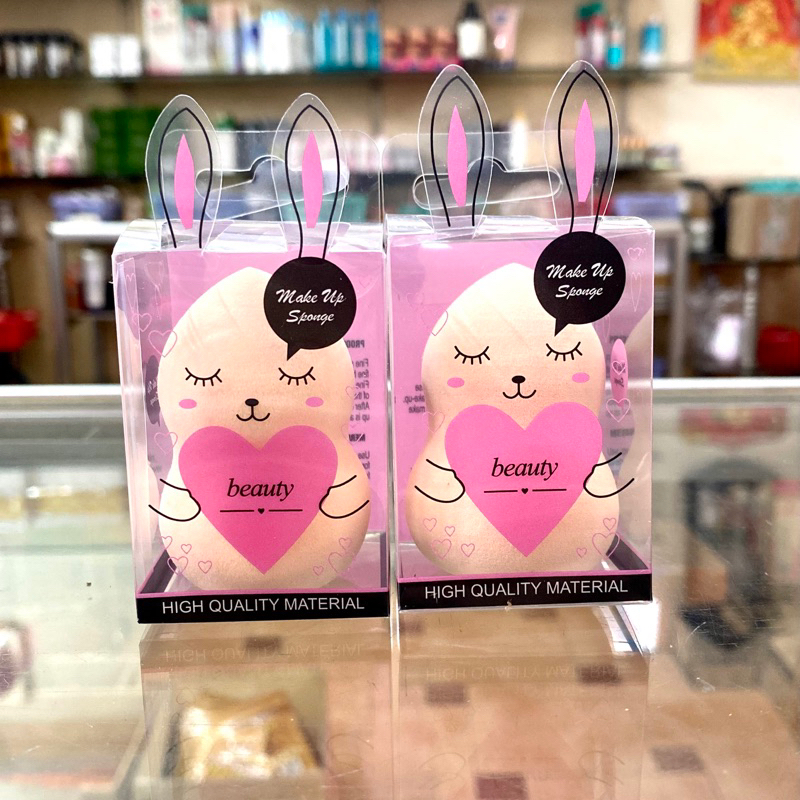 Make Up
Sponge
beauty
HIGH QUALITY MATERIAL
Make Up
Sponge
beauty
HIGH QUALITY MATERIAL